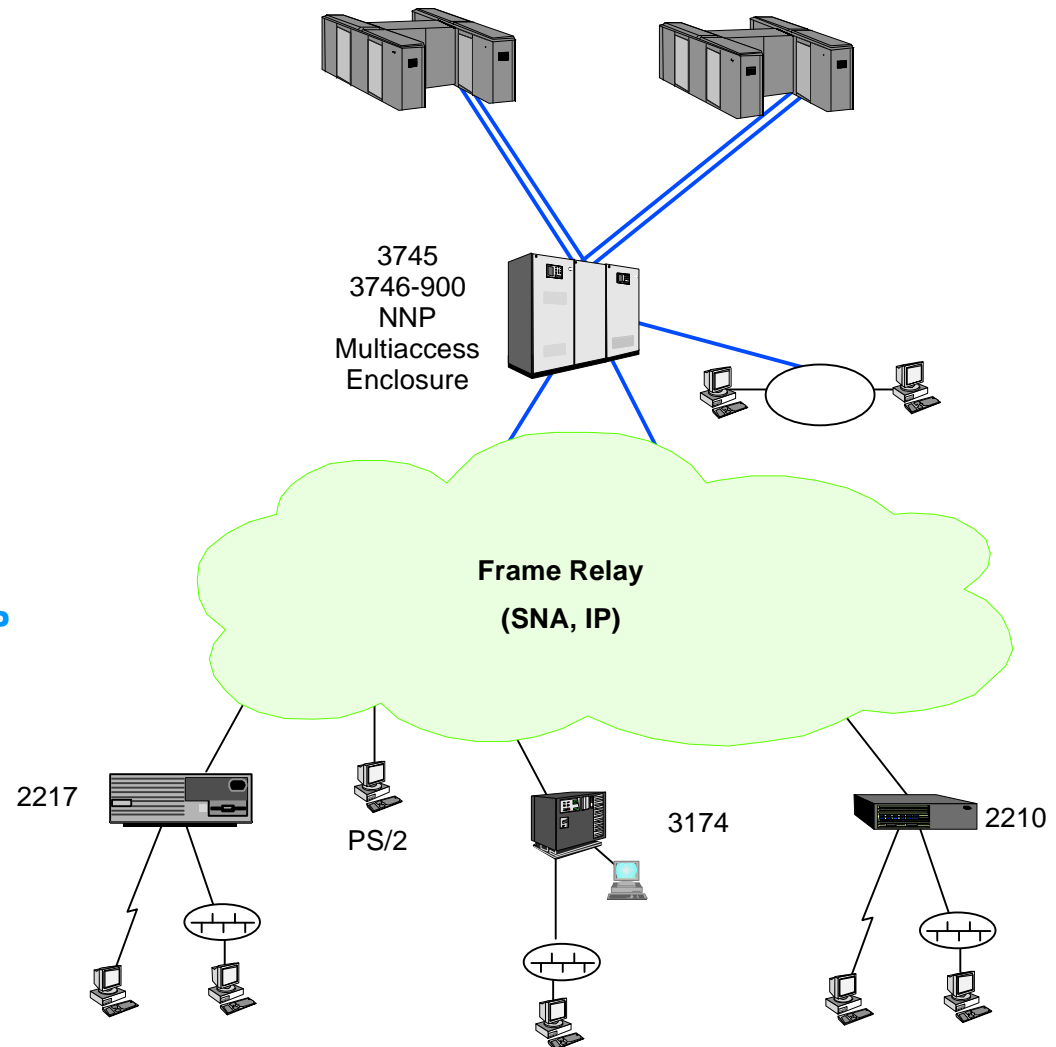 3745
3746-900
NNP
Multiaccess
Enclosure
Frame Relay
(SNA, IP)
2217
PS/2
3174
2210